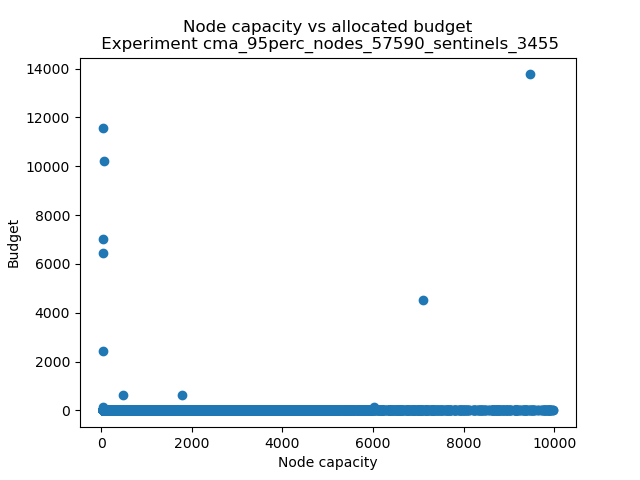 Node capacity vs allocated budget
Experiment cma_95perc_nodes_57590_sentinels_3455
14000
12000
10000
8000
6000
4000
2000
0
Budget
0 2000 4000 6000 8000 10000
Node capacity